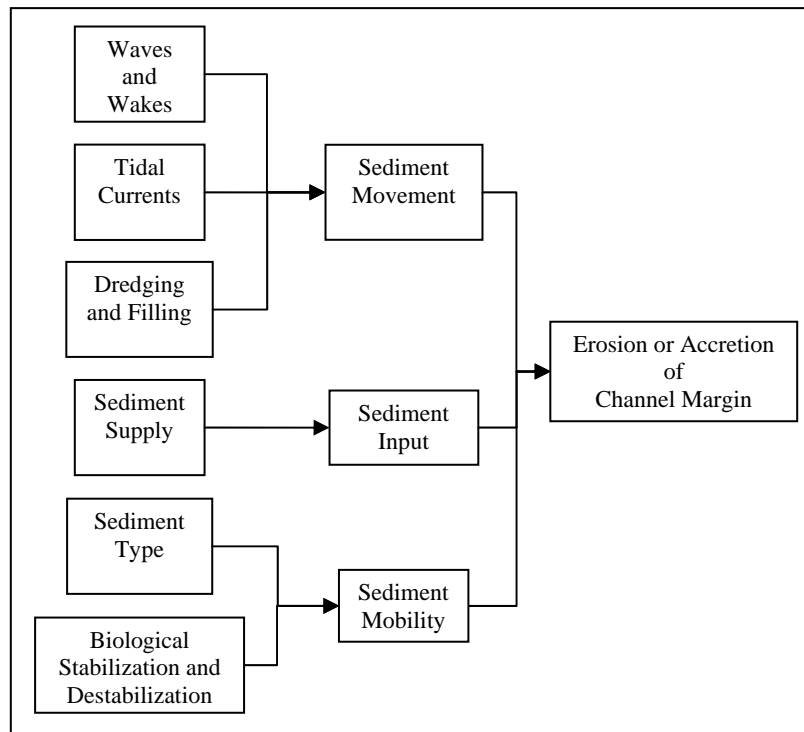 Waves
and
Wakes
Tidal
Currents
Dredging
and Filling
Sediment
Supply
Sediment
Type
Biological
Stabilization and
Destabilization
Sediment
Movement
Sediment
Input
Sediment
Mobility
Erosion or Accretion
of
Channel Margin